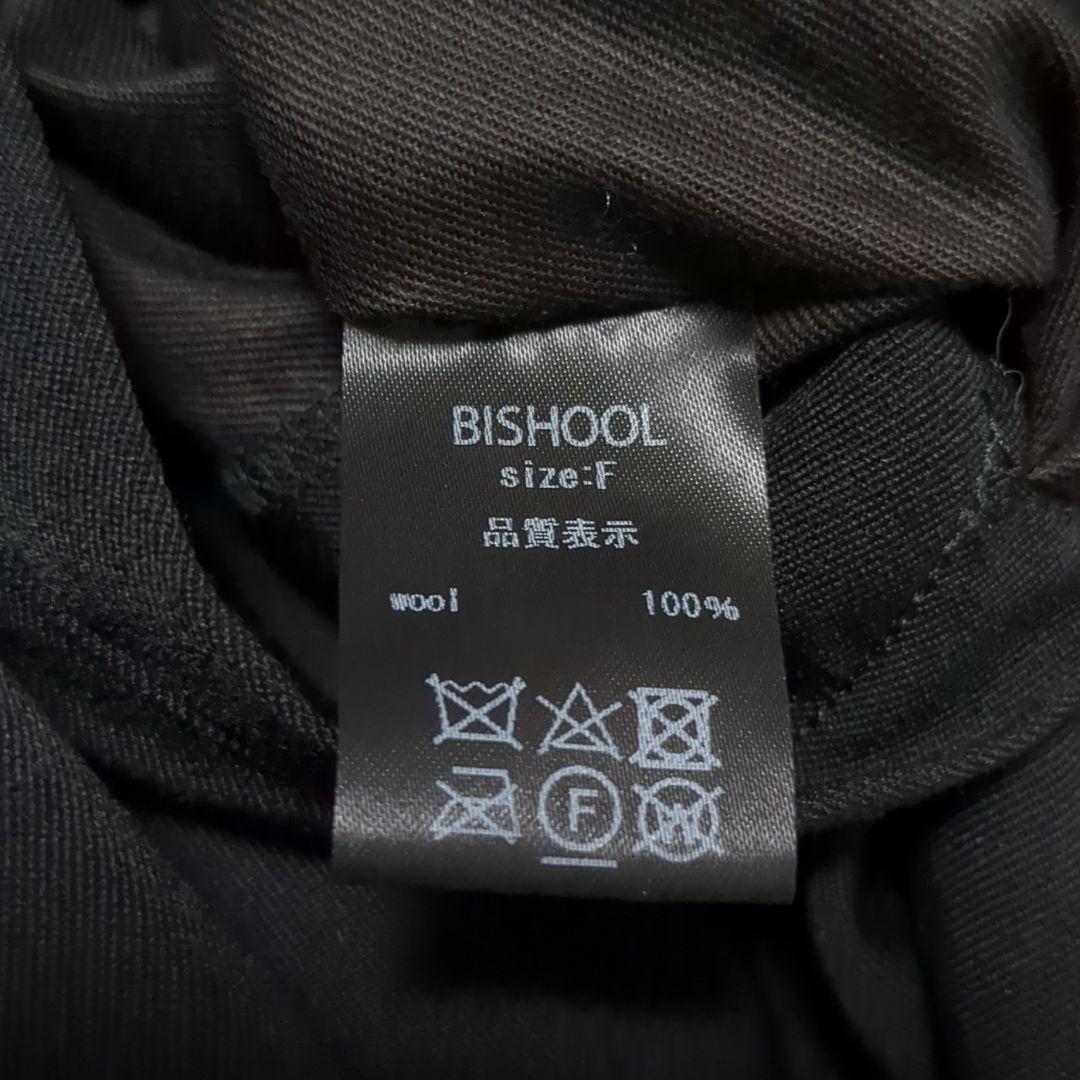 BISHOOL
size:F
品質表示
wool 100%
F
W